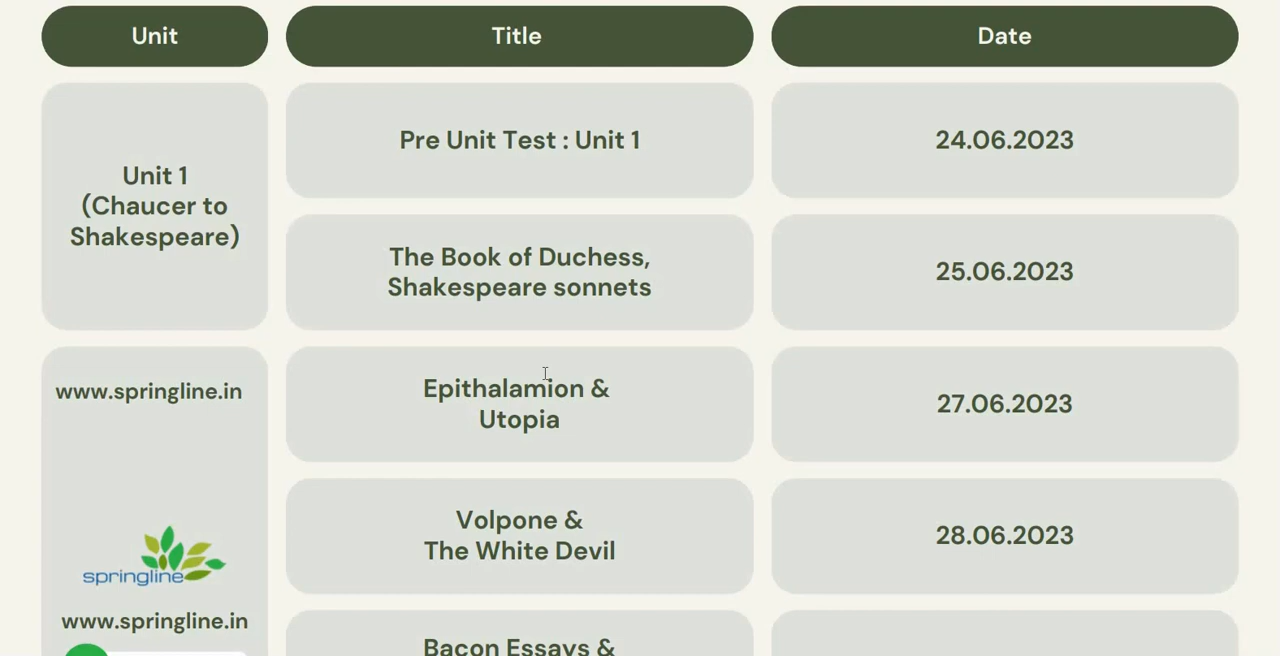 Unit
Title
Date
Unit 1
(Chaucer to
Shakespeare)
Pre Unit Test : Unit 1
24.06.2023
The Book of Duchess,
Shakespeare sonnets
25.06.2023
www.springline.in
Epithalamion &
Utopia
27.06.2023
Volpone &
The White Devil
28.06.2023
springline
www.springline.in
Bacon Essays &